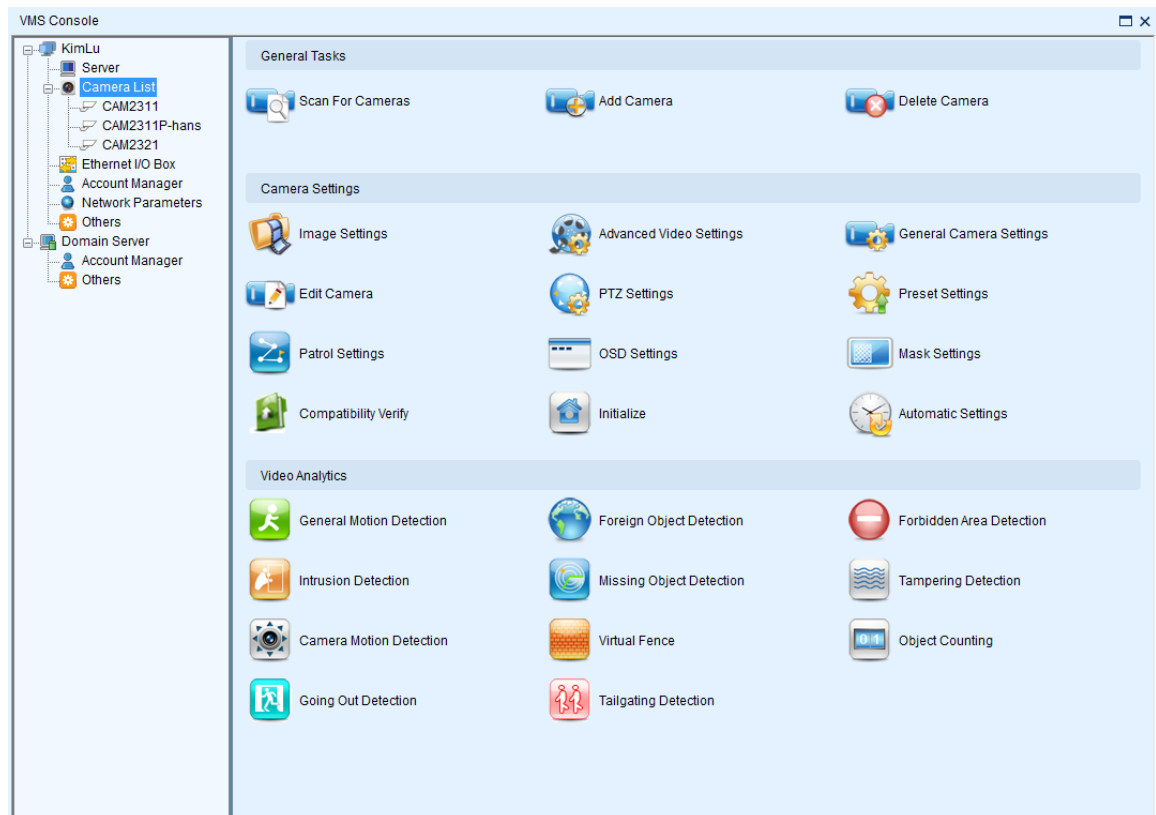 VMS Console
KimLu
Server
Camera List
CAM2311
CAM2311P-hans
CAM2321
Ethernet I/O Box
Account Manager
Network Parameters
Others
Domain Server
Account Manager
Others
General Tasks
Scan For Cameras
Add Camera
Delete Camera
Camera Settings
Image Settings
Advanced Video Settings
General Camera Settings
Edit Camera
PTZ Settings
Preset Settings
Patrol Settings
OSD Settings
Mask Settings
Compatibility Verify
Initialize
Automatic Settings
Video Analytics
General Motion Detection
Foreign Object Detection
Forbidden Area Detection
Intrusion Detection
Missing Object Detection
Tampering Detection
Camera Motion Detection
Virtual Fence
01
Object Counting
Going Out Detection
Tailgating Detection